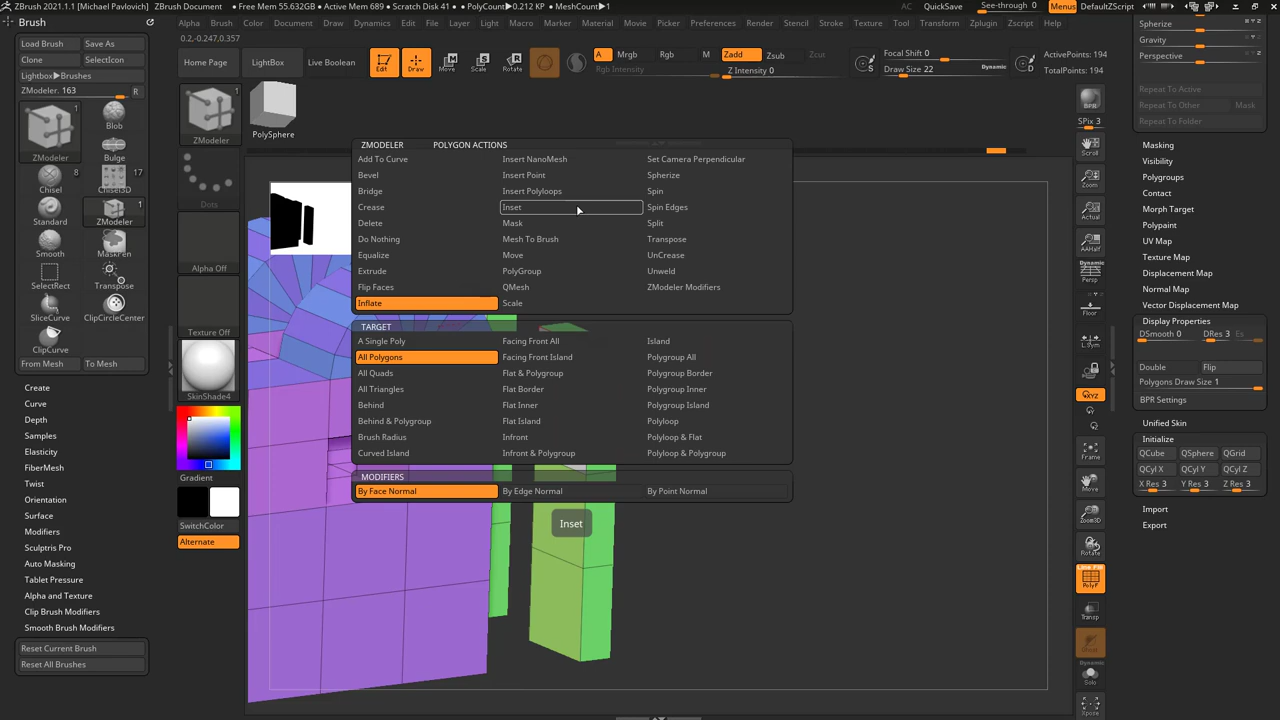 ZBrush 2021.1.1 [Michael Pavlovich] ZBrush Document • Free Mem 55.632GB • Active Mem 689 • Scratch Disk 41 • PolyCount▶0.212 KP • MeshCount▶1 AC QuickSave See-through 0 Menus DefaultZScript
Brush Alpha Brush Color Document Draw Dynamics Edit File Layer Light Macro Marker Material Movie Picker Preferences Render Stencil Stroke Texture Tool Transform Zplugin Zscript Help
0.2,-0.247,0.357
Load Brush Save As
Clone SelectIcon
Lightbox▶Brushes
ZModeler. 163 R
Home Page LightBox Live Boolean Edit Draw Move Scale Rotate A Mrgb Rgb M Zadd Zsub Zcut Focal Shift 0 ActivePoints: 194
Rgb Intensity Z Intensity 0 Draw Size 22 Dynamic TotalPoints: 194
S D
1
ZModeler
Blob
Bulge
8
Chisel
17
Chisel3D
Standard
1
ZModeler
Smooth
MaskPen
SelectRect
Transpose
SliceCurve
ClipCircleCenter
ClipCurve
From Mesh To Mesh
Create
Curve
Depth
Samples
Elasticity
FiberMesh
Twist
Orientation
Surface
Modifiers
Sculptris Pro
Auto Masking
Tablet Pressure
Alpha and Texture
Clip Brush Modifiers
Smooth Brush Modifiers
Reset Current Brush
Reset All Brushes
1
ZModeler
PolySphere
Dots
Alpha Off
Texture Off
SkinShade4
Gradient
SwitchColor
Alternate
ZMODELER POLYGON ACTIONS
Add To Curve Insert NanoMesh Set Camera Perpendicular
Bevel Insert Point Spherize
Bridge Insert Polyloops Spin
Crease Inset Spin Edges
Delete Mask Split
Do Nothing Mesh To Brush Transpose
Equalize Move UnCrease
Extrude PolyGroup Unweld
Flip Faces QMesh ZModeler Modifiers
Inflate Scale
TARGET
A Single Poly Facing Front All Island
All Polygons Facing Front Island Polygroup All
All Quads Flat & Polygroup Polygroup Border
All Triangles Flat Border Polygroup Inner
Behind Flat Inner Polygroup Island
Behind & Polygroup Flat Island Polyloop
Brush Radius Infront Polyloop & Flat
Curved Island Infront & Polygroup Polyloop & Polygroup
MODIFIERS
By Face Normal By Edge Normal By Point Normal
Inset
BPR
SPix 3
Scroll
Zoom
Actual
AAHalf
Dynamic
Persp
Floor
L.Sym
XYZ
Frame
Move
Zoom3D
Rotate
Line Fill
PolyF
Transp
Ghost
Dynamic
Solo
Xpose
Spherize
Gravity
Perspective
Repeat To Active
Repeat To Other Mask
Repeat To Folder
Masking
Visibility
Polygroups
Contact
Morph Target
Polypaint
UV Map
Texture Map
Displacement Map
Normal Map
Vector Displacement Map
Display Properties
DSmooth 0 DRes 3 Es
Double Flip
Polygons Draw Size 1
BPR Settings
Unified Skin
Initialize
QCube QSphere QGrid
QCyl X QCyl Y QCyl Z
X Res 3 Y Res 3 Z Res 3
Import
Export